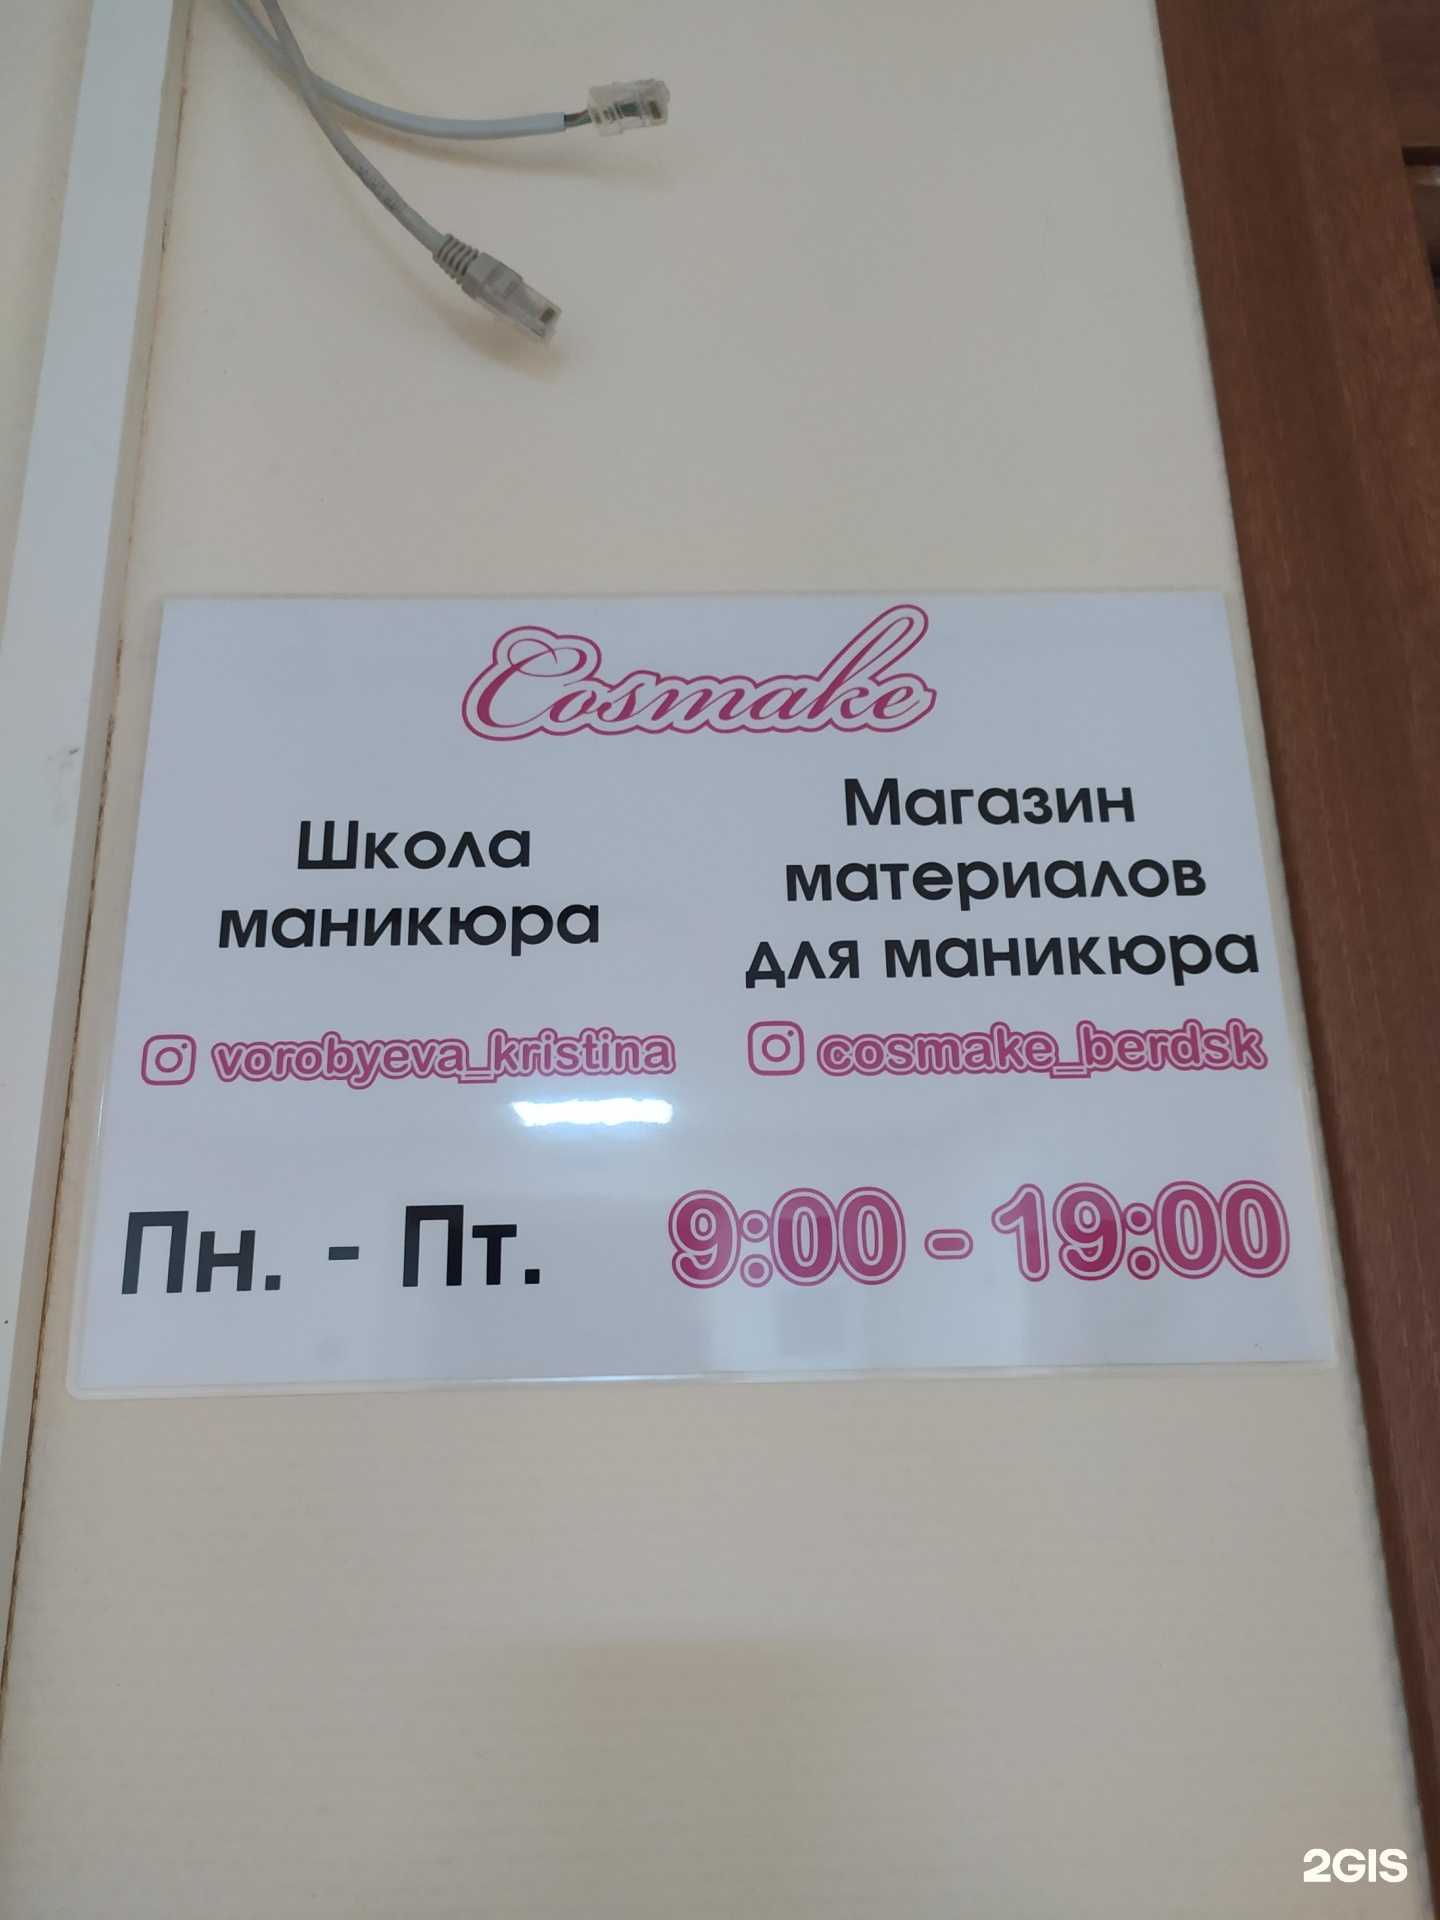 Cosmake
Школа
маникюра
vorobyeva_kristina
Магазин
материалов
для маникюра
cosmake_berdsk
Пн. - Пт. 9:00 - 19:00
2GIS